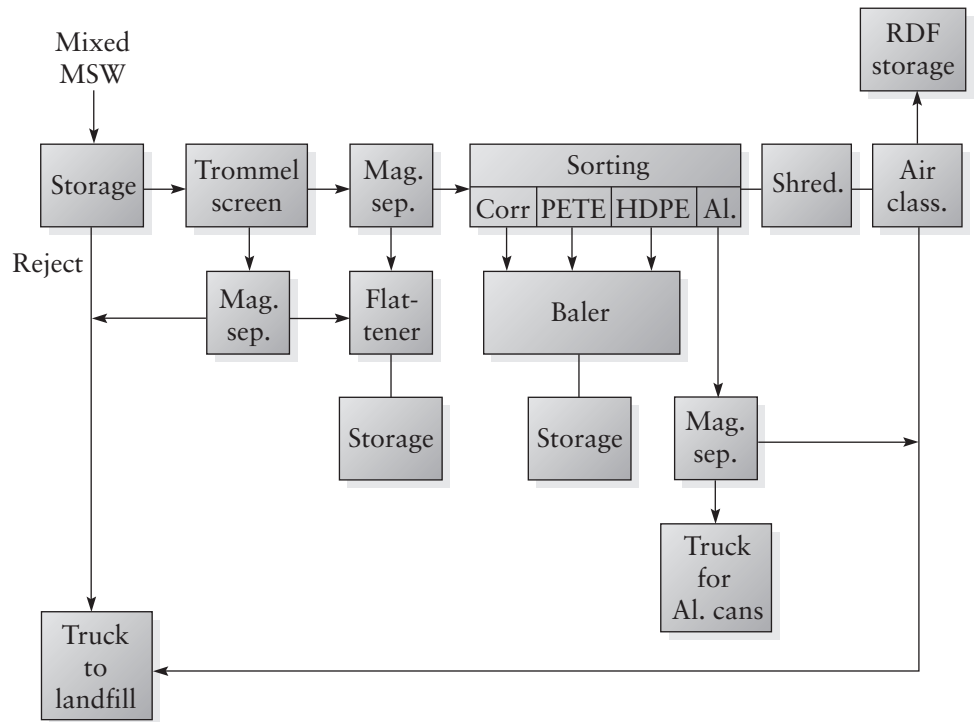 Mixed
MSW
RDF
storage
Storage
Trommel
screen
Mag.
sep.
Sorting
Corr PETE HDPE Al.
Shred.
Air
class.
Reject
Mag.
sep.
Flat-
tener
Baler
Storage
Storage
Mag.
sep.
Truck
for
Al. cans
Truck
to
landfill